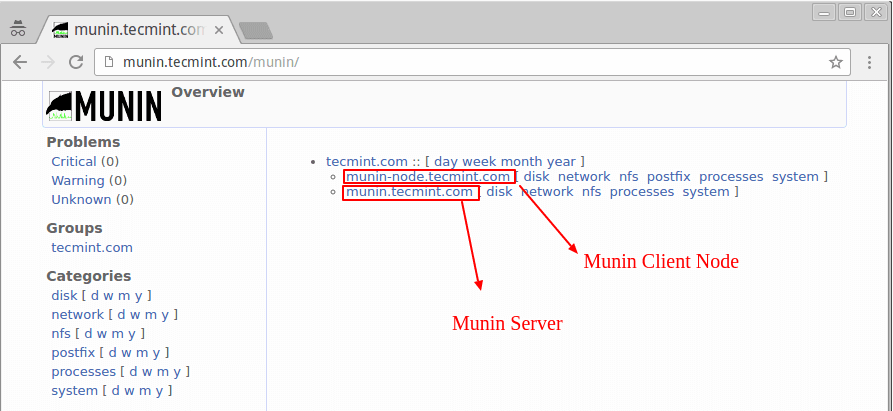 munin.tecmint.com
munin.tecmint.com/munin/
MUNIN Overview
Problems
Critical (0)
Warning (0)
Unknown (0)
Groups
tecmint.com
Categories
disk [ d w m y ]
network [ d w m y ]
nfs [ d w m y ]
postfix [ d w m y ]
processes [ d w m y ]
system [ d w m y ]
tecmint.com :: [ day week month year ]
munin-node.tecmint.com [ disk network nfs postfix processes system ]
munin.tecmint.com [ disk network nfs processes system ]
Munin Client Node
Munin Server